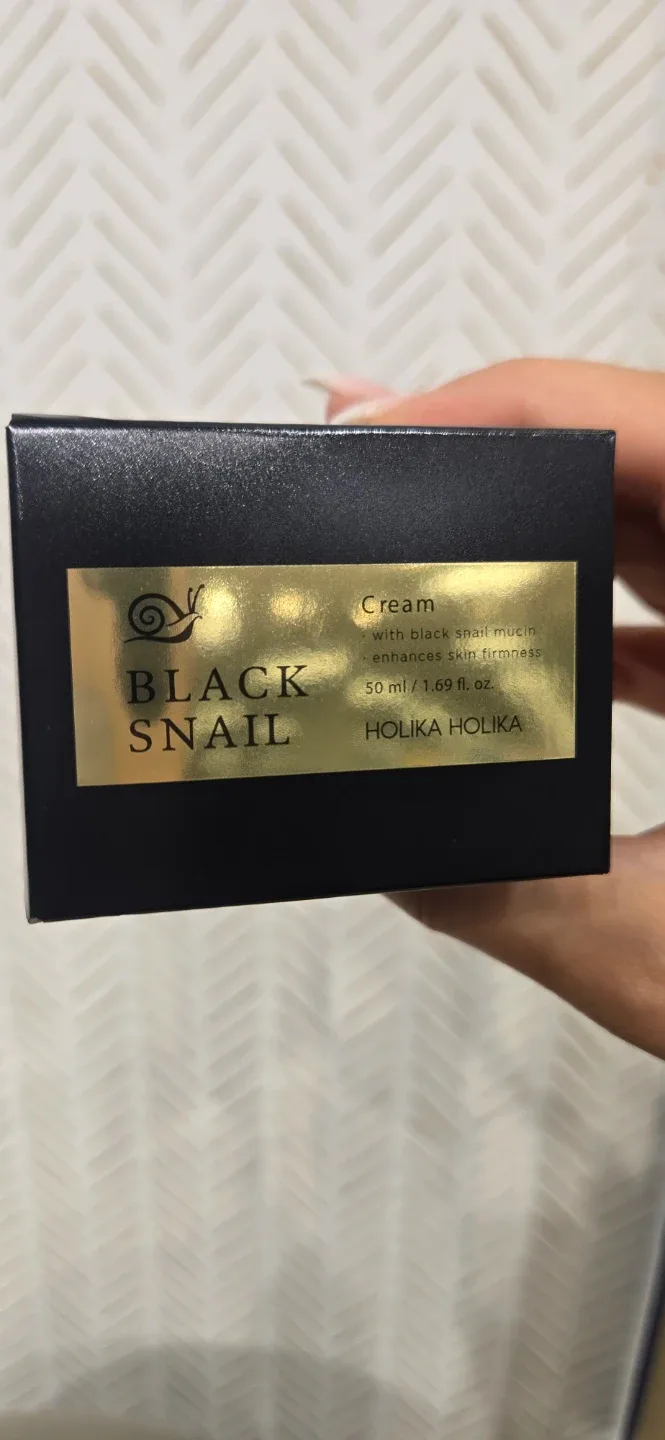 BLACK
SNAIL
Cream
· with black snail mucin
· enhances skin firmness
50 ml / 1.69 fl. oz.
HOLIKA HOLIKA